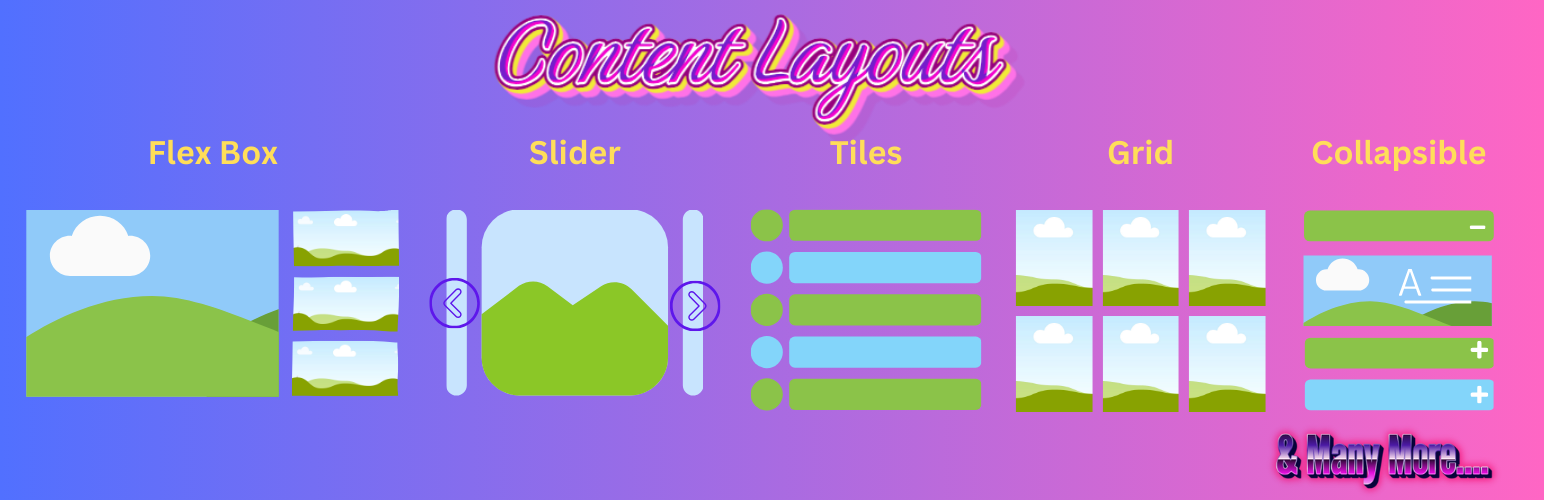 Content Layouts
Flex Box
Slider
Tiles
Grid
Collapsible
A
& Many More....